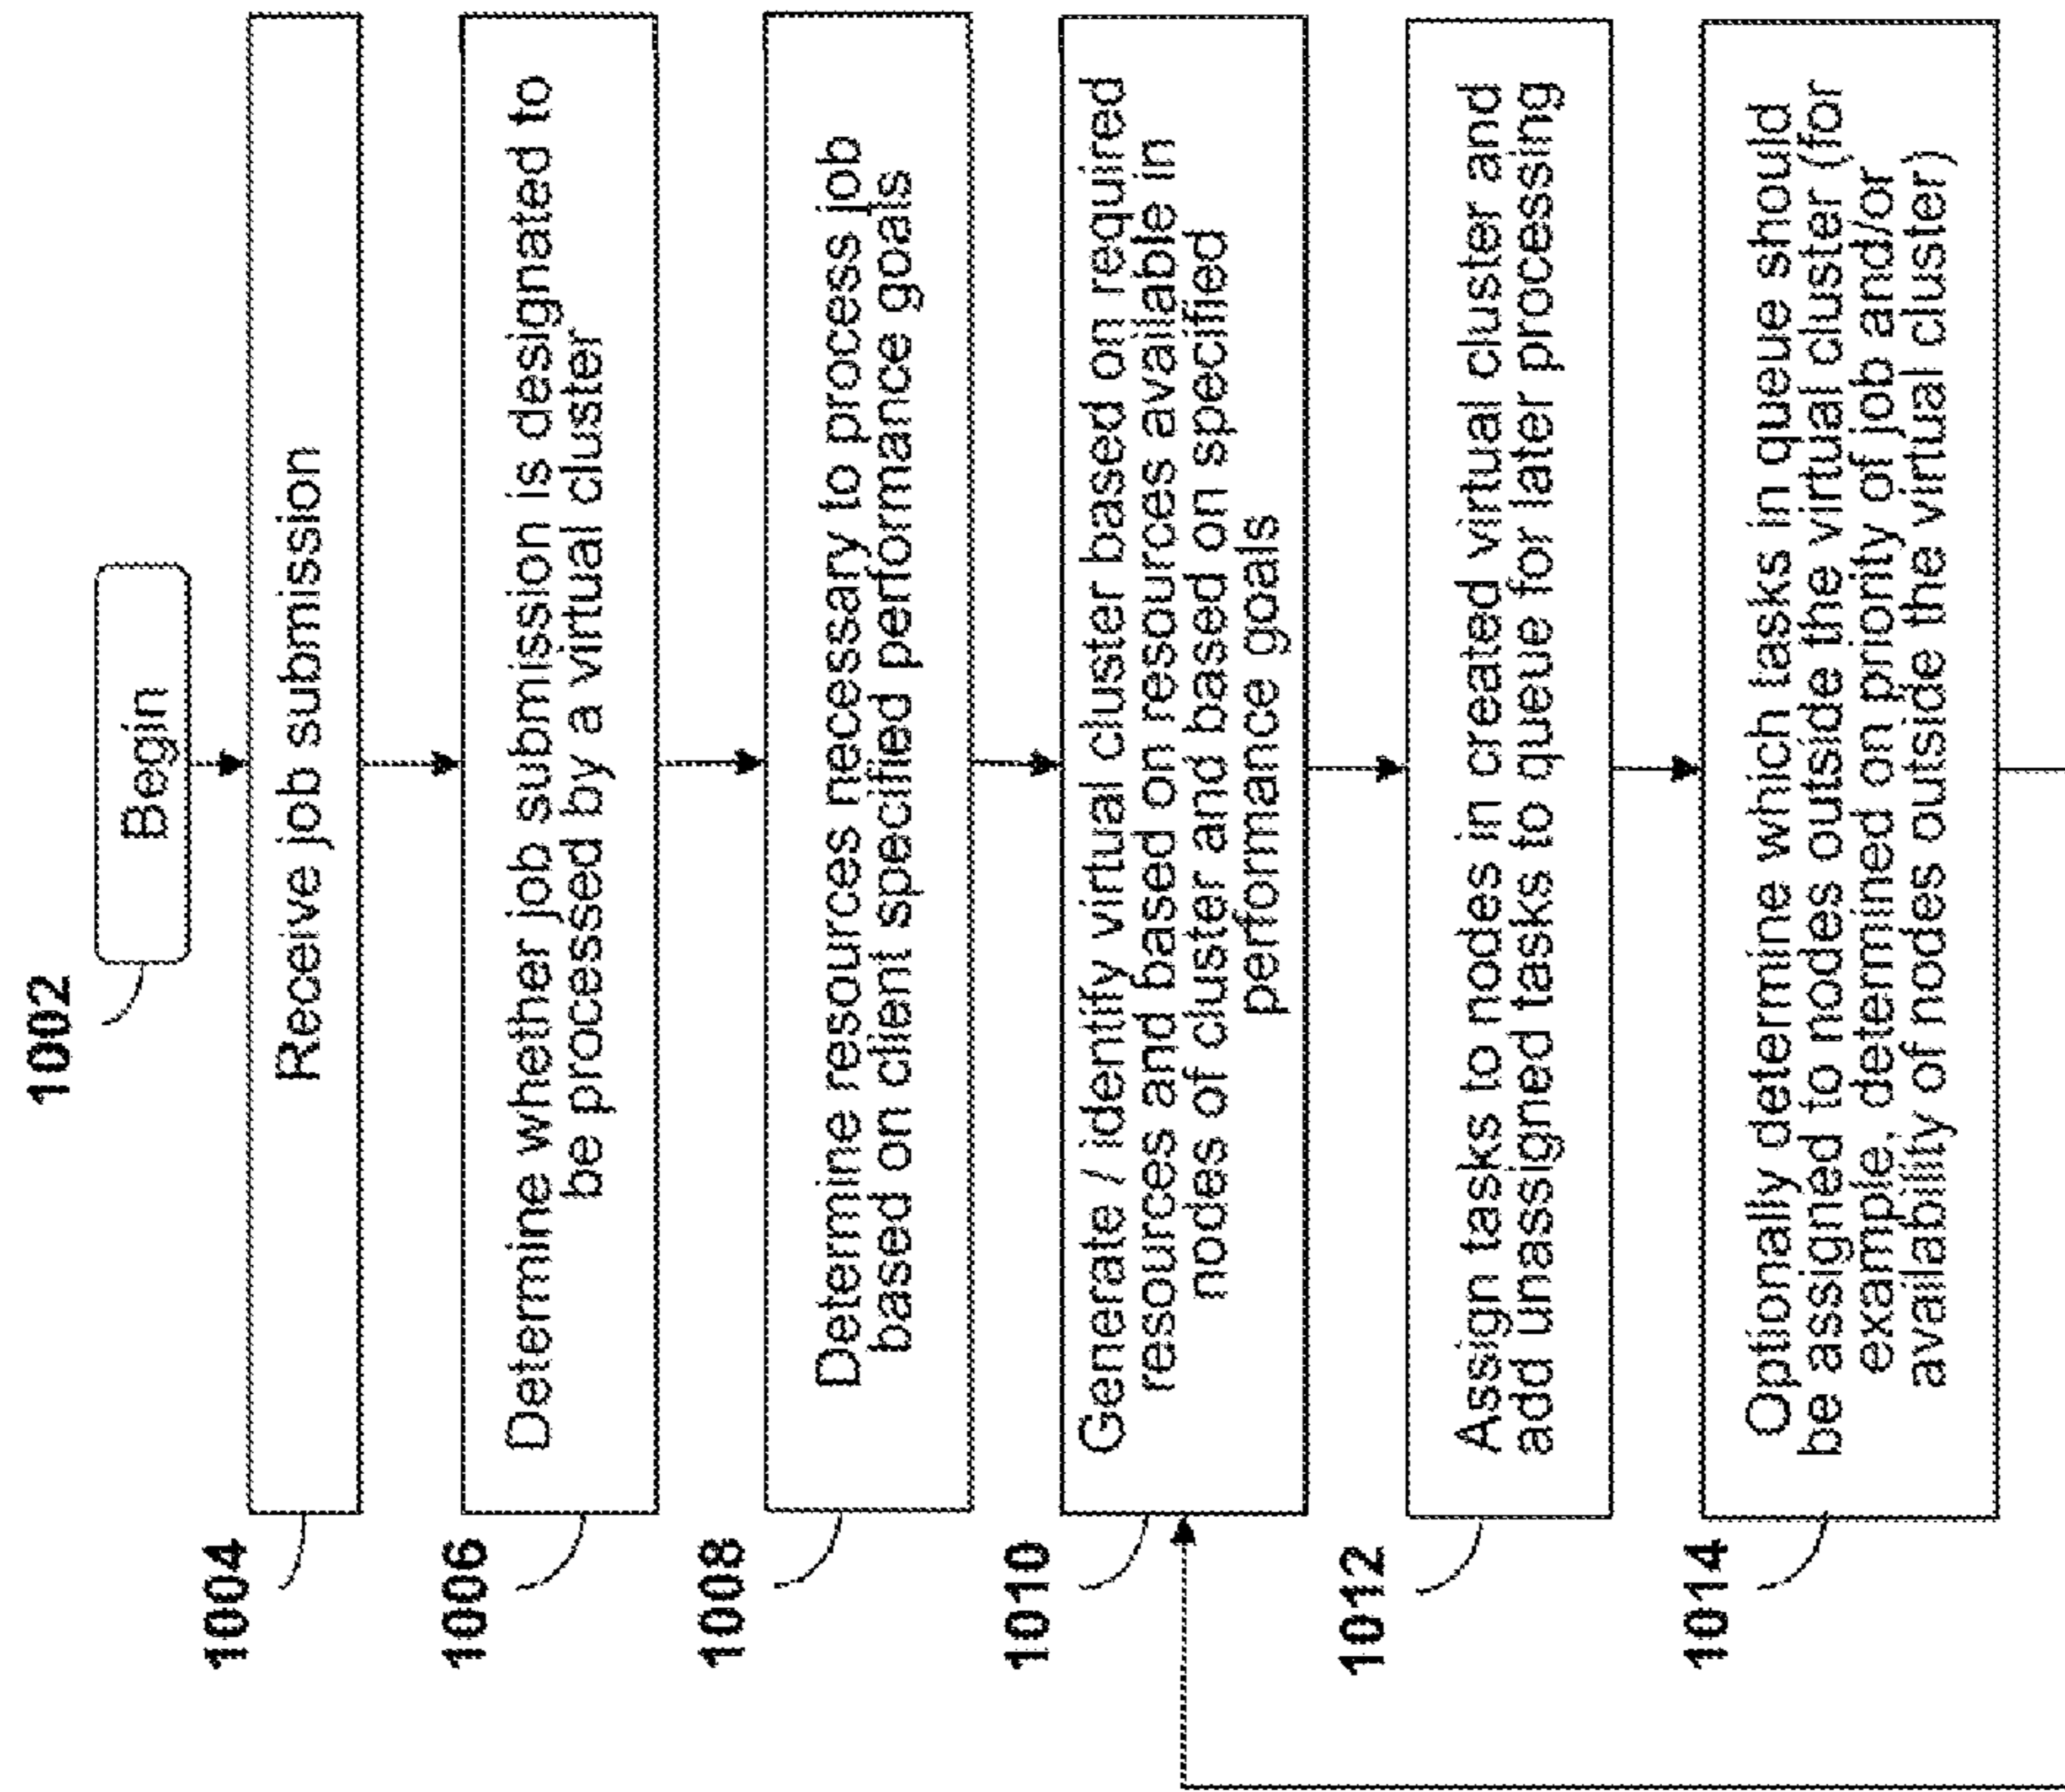 1002
Begin
1004
Receive job submission
1006
Determine whether job submission is designated to
be processed by a virtual cluster
1008
Determine resources necessary to process job
based on client specified performance goals
1010
Generate / identify virtual cluster based on required
resources and based on resources available in
nodes of cluster and based on specified
performance goals
1012
Assign tasks to nodes in created virtual cluster and
add unassigned tasks to queue for later processing
1014
Optionally determine which tasks in queue should
be assigned to nodes outside the virtual cluster (for
example, determined on priority of job and/or
availability of nodes outside the virtual cluster)